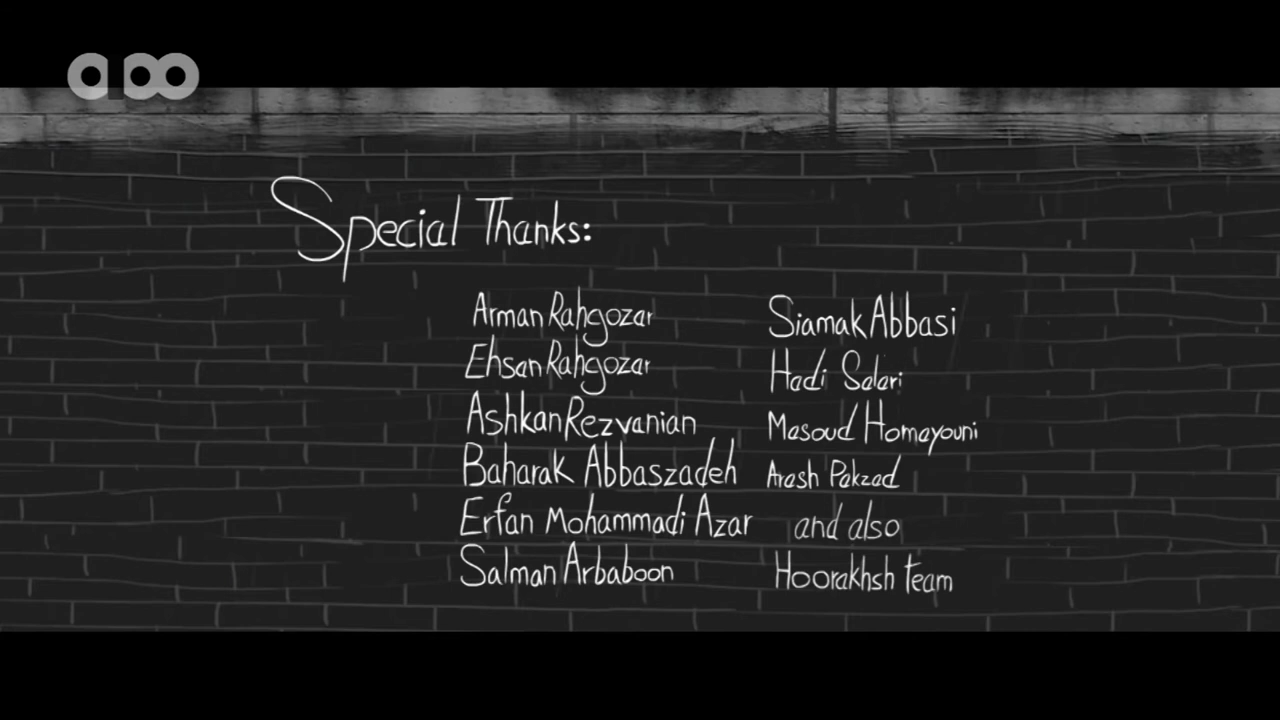 Special Thanks:
Arman Rahgozar
Ehsan Rahgozar
Ashkan Rezvanian
Baharak Abbaszadeh
Erfan Mohammadi Azar
Salman Arbaboon
Siamak Abbasi
Hadi Salari
Masoud Homayouni
Arash Pakzad
and also
Hoorakhsh team